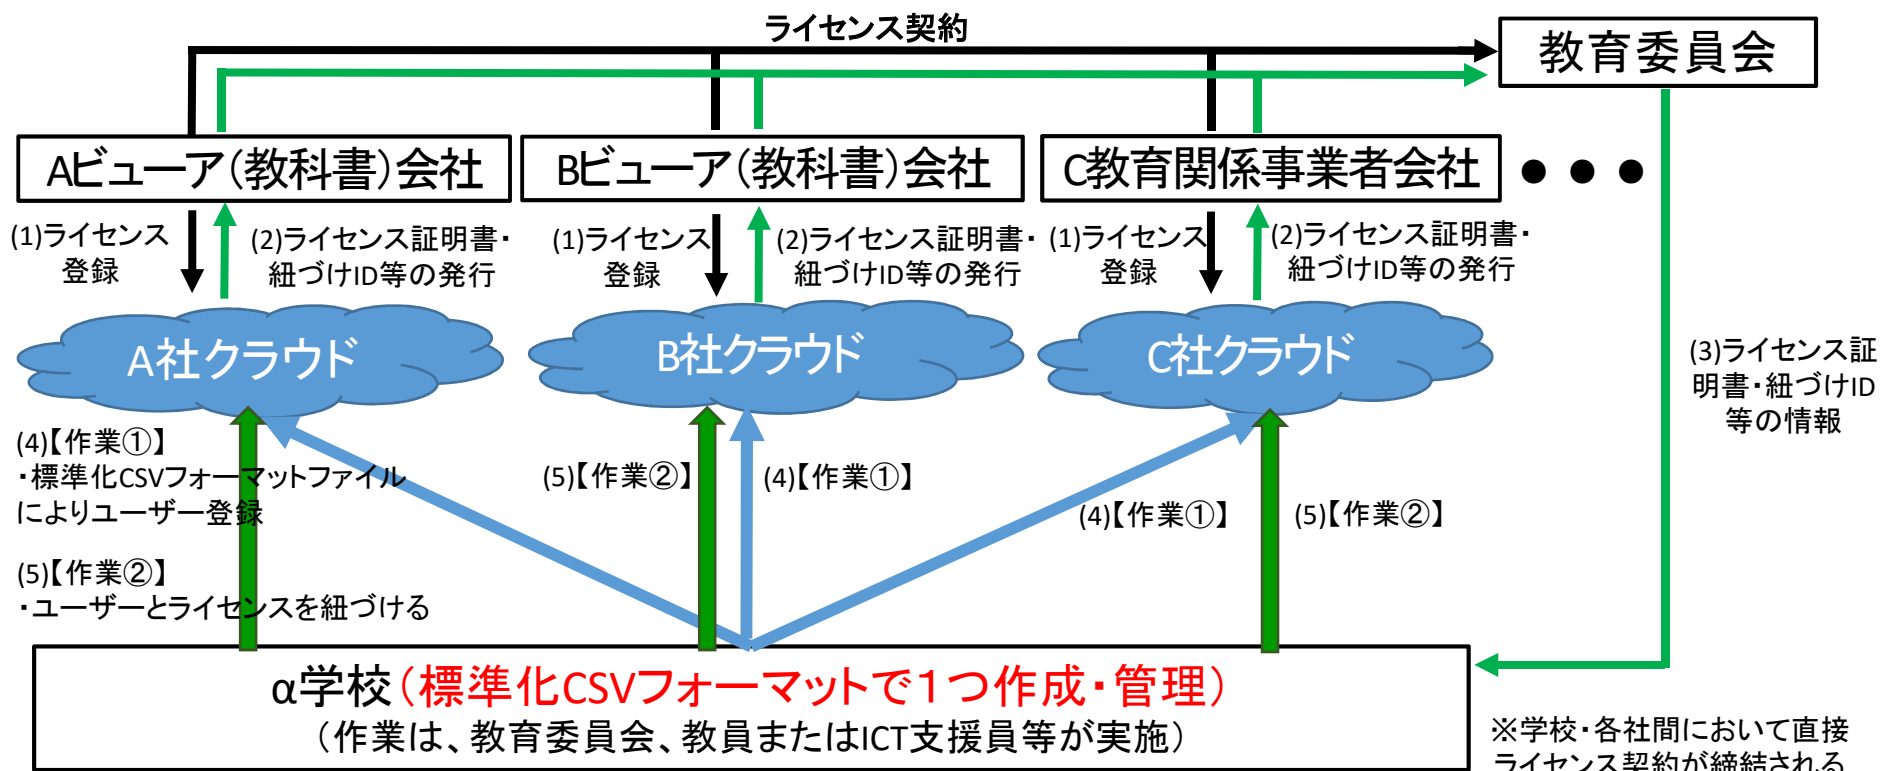 ライセンス契約
教育委員会
Aビューア(教科書)会社
Bビューア(教科書)会社
C教育関係事業者会社
●●●
(1)ライセンス
登録
(2)ライセンス証明書・
紐づけID等の発行
(1)ライセンス
登録
(2)ライセンス証明書・
紐づけID等の発行
(1)ライセンス
登録
(2)ライセンス証明書・
紐づけID等の発行
A社クラウド
B社クラウド
C社クラウド
(3)ライセンス証
明書・紐づけID
等の情報
(4)【作業①】
・標準化CSVフォーマットファイル
によりユーザー登録
(5)【作業②】
・ユーザーとライセンスを紐づける
(5)【作業②】
(4)【作業①】
(4)【作業①】
(5)【作業②】
α学校(標準化CSVフォーマットで1つ作成・管理)
(作業は、教育委員会、教員またはICT支援員等が実施)
※学校・各社間において直接
ライセンス契約が締結される